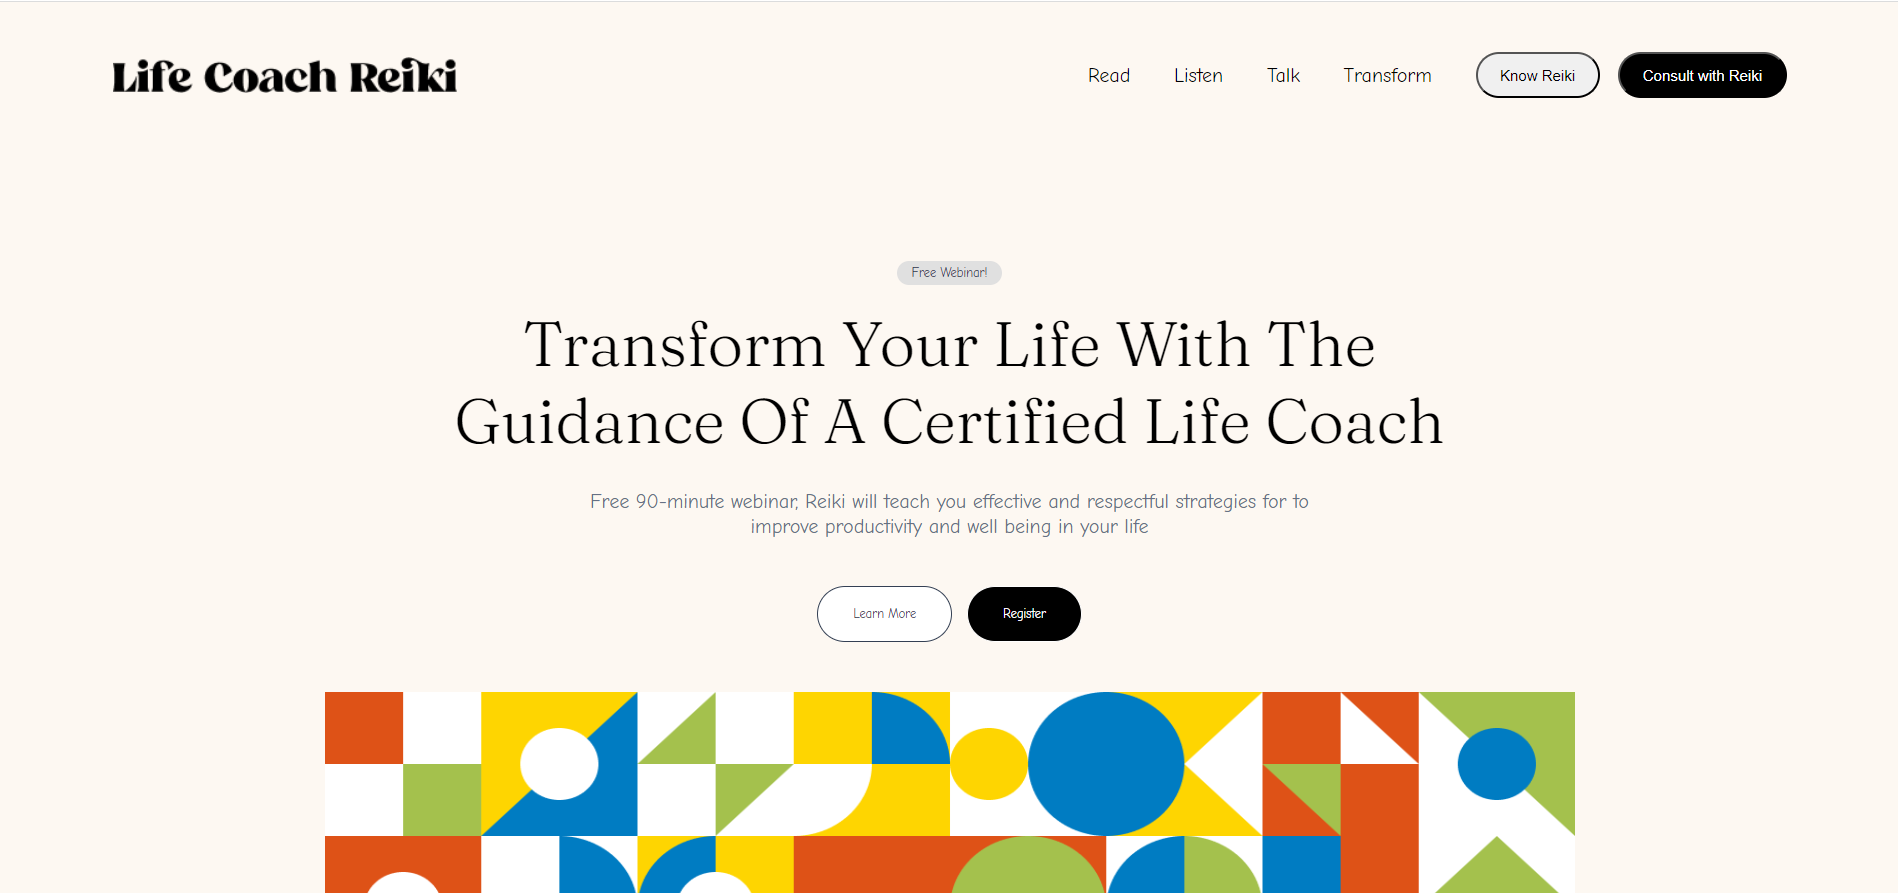 Life Coach Reiki
Read
Listen
Talk
Transform
Know Reiki
Consult with Reiki
Free Webinar!
Transform Your Life With The
Guidance Of A Certified Life Coach
Free 90-minute webinar, Reiki will teach you effective and respectful strategies for to
improve productivity and well being in your life
Learn More
Register